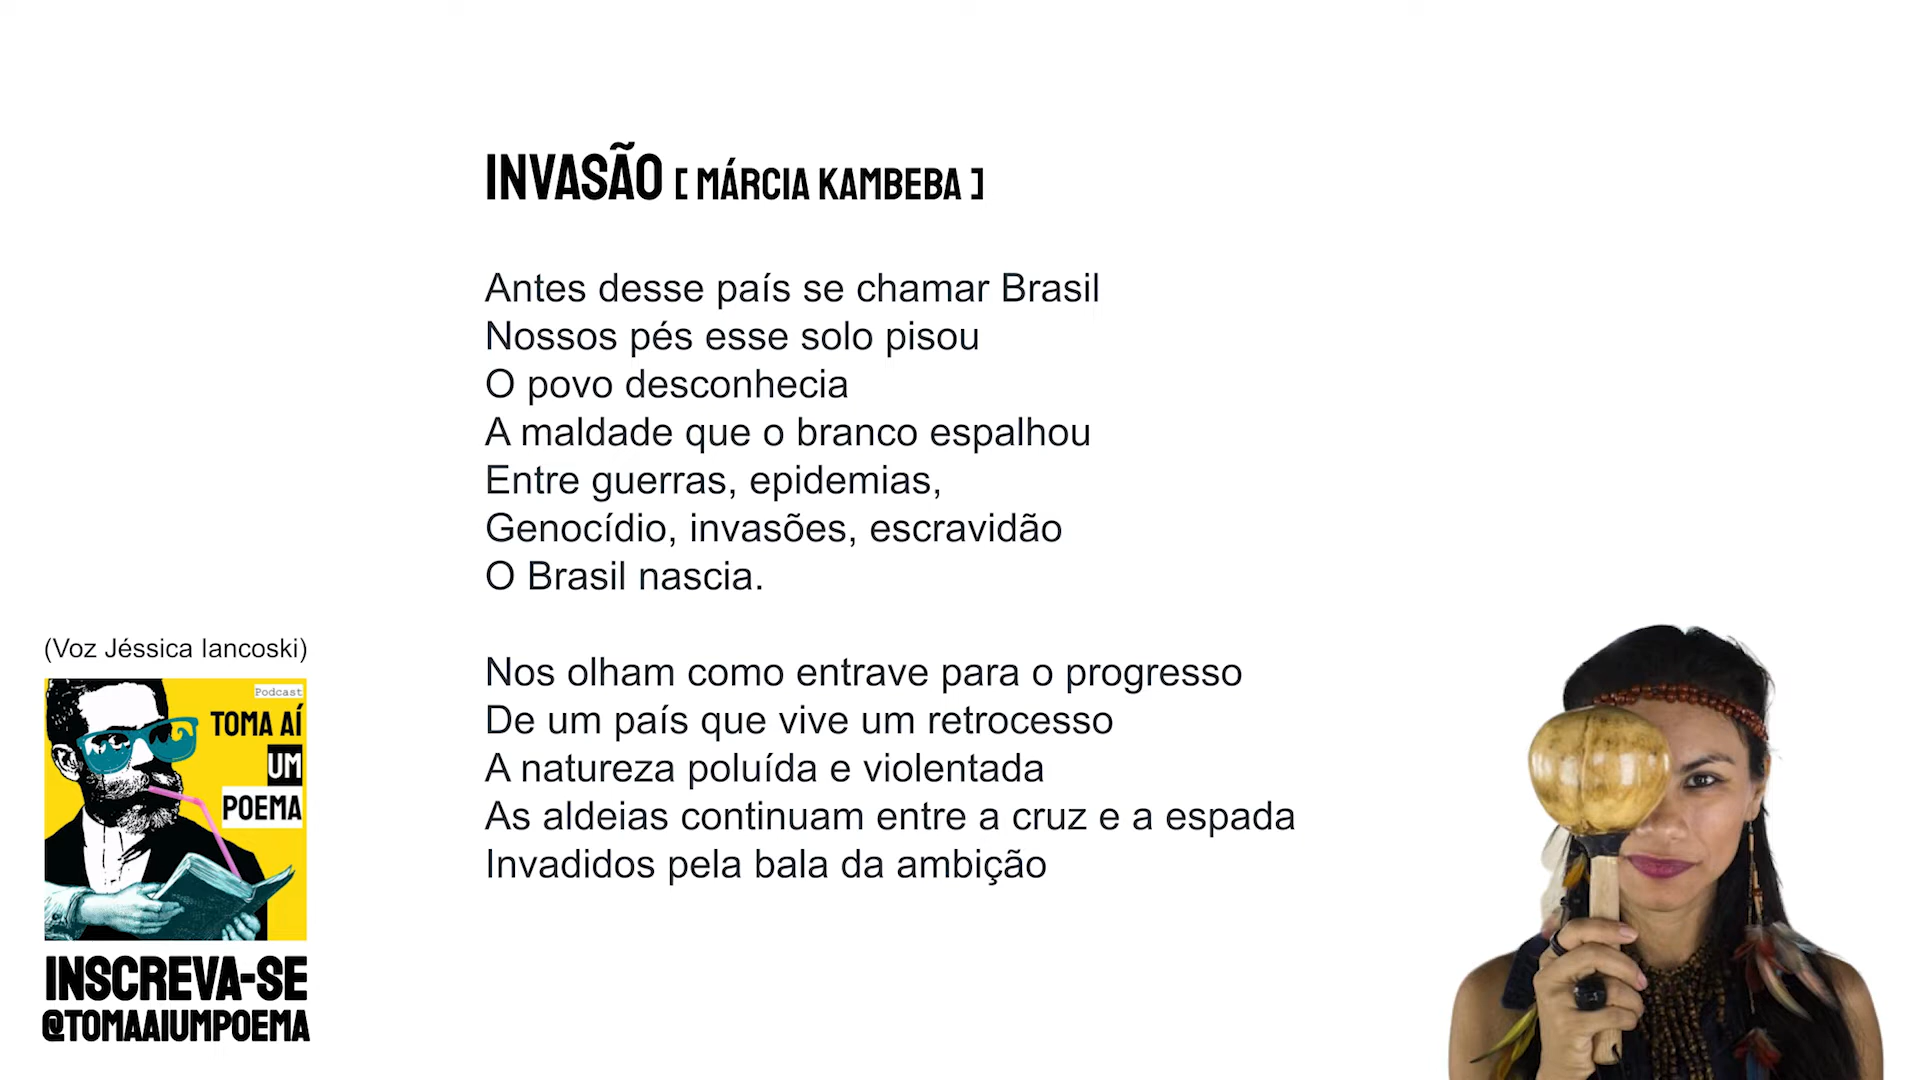 INVASÃO [ MÁRCIA KAMBEBA ]
Antes desse país se chamar Brasil
Nossos pés esse solo pisou
O povo desconhecia
A maldade que o branco espalhou
Entre guerras, epidemias,
Genocídio, invasões, escravidão
O Brasil nascia.
Nos olham como entrave para o progresso
De um país que vive um retrocesso
A natureza poluída e violentada
As aldeias continuam entre a cruz e a espada
Invadidos pela bala da ambição
(Voz Jéssica Iancoski)
Podcast
TOMA AÍ
UM
POEMA
INSCREVA-SE
@TOMAAIUMPOEMA